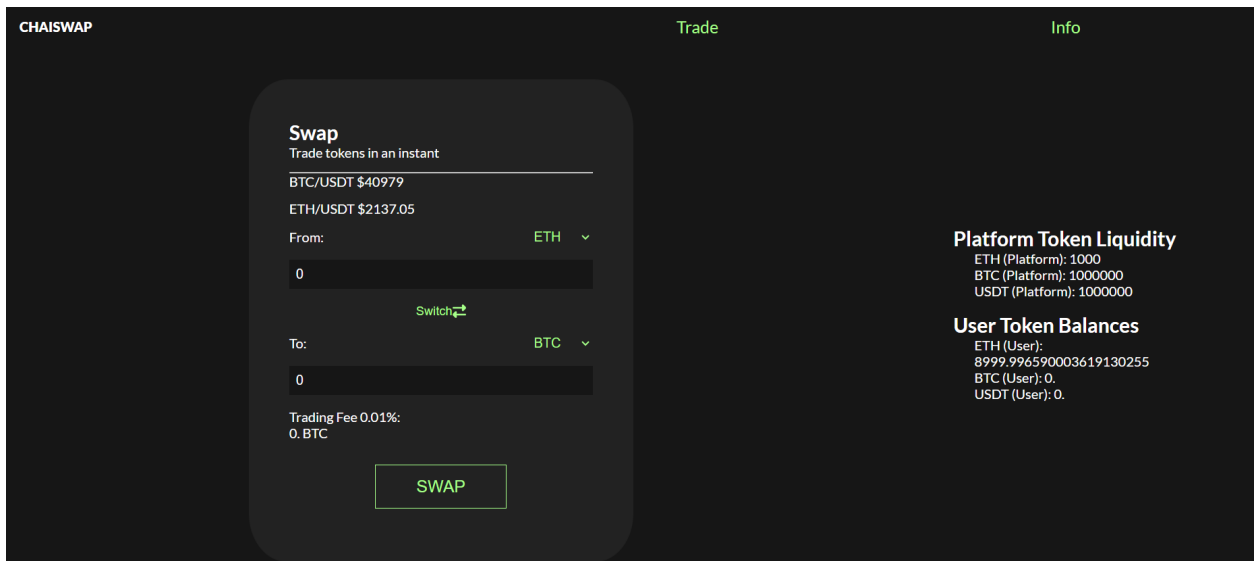 CHAISWAP
Trade
Info
Swap
Trade tokens in an instant
BTC/USDT $40979
ETH/USDT $2137.05
From:
ETH
0
Switch
To:
BTC
0
Trading Fee 0.01%:
0. BTC
SWAP
Platform Token Liquidity
ETH (Platform): 1000
BTC (Platform): 1000000
USDT (Platform): 1000000
User Token Balances
ETH (User):
8999.996590003619130255
BTC (User): 0.
USDT (User): 0.